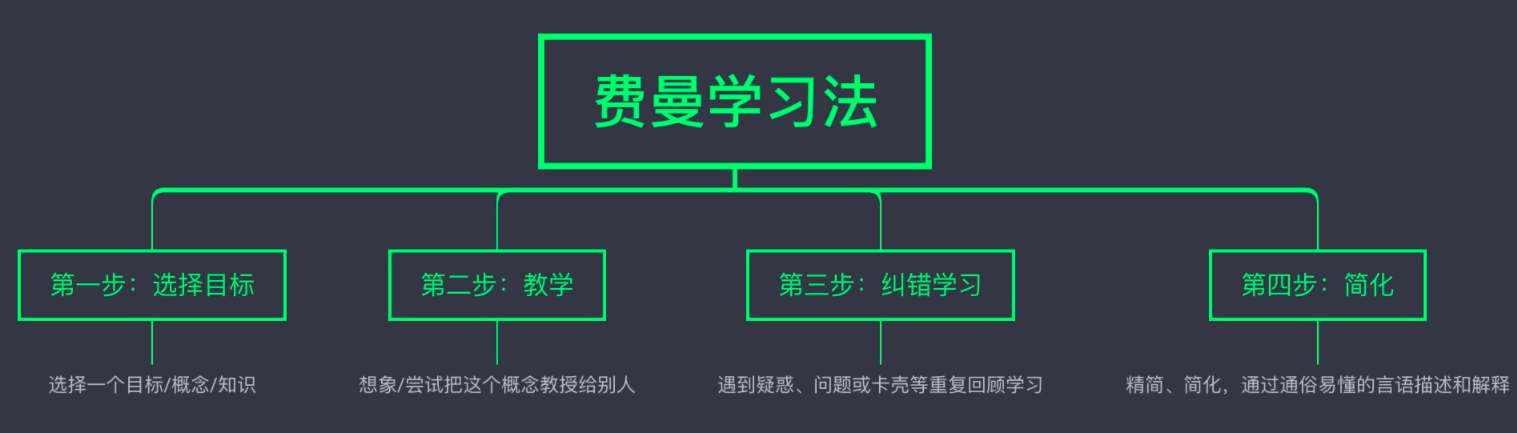 费曼学习法
第一步：选择目标
第二步：教学
第三步：纠错学习
第四步：简化
选择一个目标/概念/知识
想象/尝试把这个概念教授给别人
遇到疑惑、问题或卡壳等重复回顾学习
精简、简化，通过通俗易懂的言语描述和解释